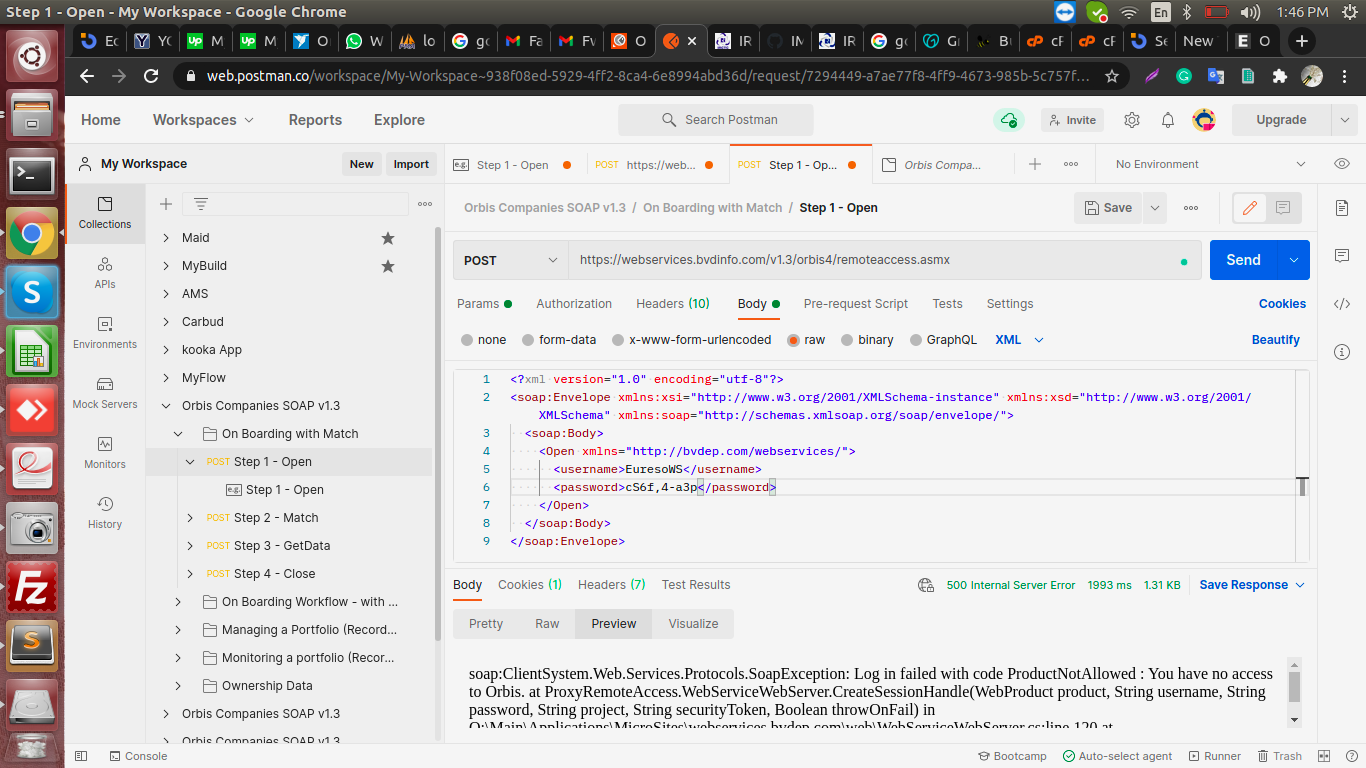 Step 1 - Open - My Workspace - Google Chrome
En
1:46 PM
Ec
YC
M
M
O
W
lo
gc
Fa
Fv
O
IR
IM
IR
gc
Gr
Bu
cF
cF
Se
New
O
web.postman.co/workspace/My-Workspace~938f08ed-5929-4ff2-8ca4-6e8994abd36d/request/7294449-a7ae77f8-4ff9-4673-985b-5c757f...
Home
Workspaces
Reports
Explore
Search Postman
Invite
Upgrade
My Workspace
New
Import
Step 1 - Open
POST https://web...
POST Step 1 - Op...
Orbis Compa...
No Environment
Collections
APIs
Environments
Mock Servers
Monitors
History
Maid
MyBuild
AMS
Carbud
kooka App
MyFlow
Orbis Companies SOAP v1.3
On Boarding with Match
POST Step 1 - Open
e.g. Step 1 - Open
POST Step 2 - Match
POST Step 3 - GetData
POST Step 4 - Close
On Boarding Workflow - with ...
Managing a Portfolio (Record...
Monitoring a portfolio (Recor...
Ownership Data
Orbis Companies SOAP v1.3
Orbis Companies SOAP v1.3
Orbis Companies SOAP v1.3 / On Boarding with Match / Step 1 - Open
Save
POST
https://webservices.bvdinfo.com/v1.3/orbis4/remoteaccess.asmx
Send
Params
Authorization
Headers (10)
Body
Pre-request Script
Tests
Settings
Cookies
none
form-data
x-www-form-urlencoded
raw
binary
GraphQL
XML
Beautify
1 <?xml version="1.0" encoding="utf-8"?>
2 <soap:Envelope xmlns:xsi="http://www.w3.org/2001/XMLSchema-instance" xmlns:xsd="http://www.w3.org/2001/
XMLSchema" xmlns:soap="http://schemas.xmlsoap.org/soap/envelope/">
3 <soap:Body>
4 <Open xmlns="http://bvdep.com/webservices/">
5 <username>EuresoWS</username>
6 <password>cS6f,4-a3p</password>
7 </Open>
8 </soap:Body>
9 </soap:Envelope>
Body
Cookies (1)
Headers (7)
Test Results
500 Internal Server Error
1993 ms
1.31 KB
Save Response
Pretty
Raw
Preview
Visualize
soap:ClientSystem.Web.Services.Protocols.SoapException: Log in failed with code ProductNotAllowed : You have no access
to Orbis. at ProxyRemoteAccess.WebServiceWebServer.CreateSessionHandle(WebProduct product, String username, String
password, String project, String securityToken, Boolean throwOnFail) in
O:\Main\Applications\MicroSites\webservices.bvdep.com\web\WebServiceWebServer.cs:line 120 at
Console
Bootcamp
Auto-select agent
Runner
Trash